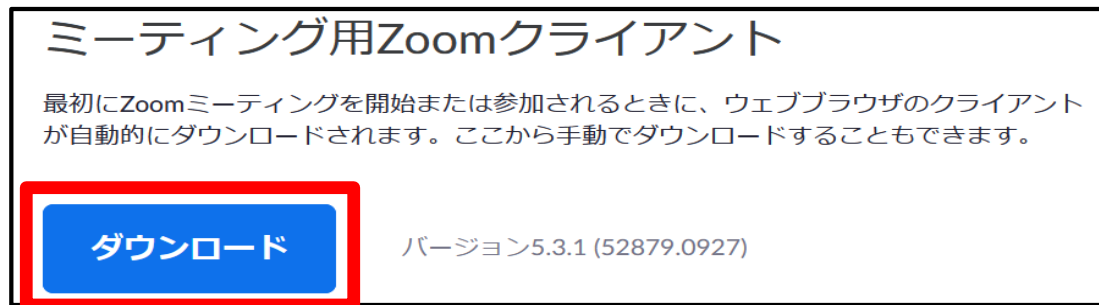 ミーティング用Zoomクライアント
最初にZoomミーティングを開始または参加されるときに、ウェブブラウザのクライアント
が自動的にダウンロードされます。ここから手動でダウンロードすることもできます。
ダウンロード
バージョン5.3.1 (52879.0927)